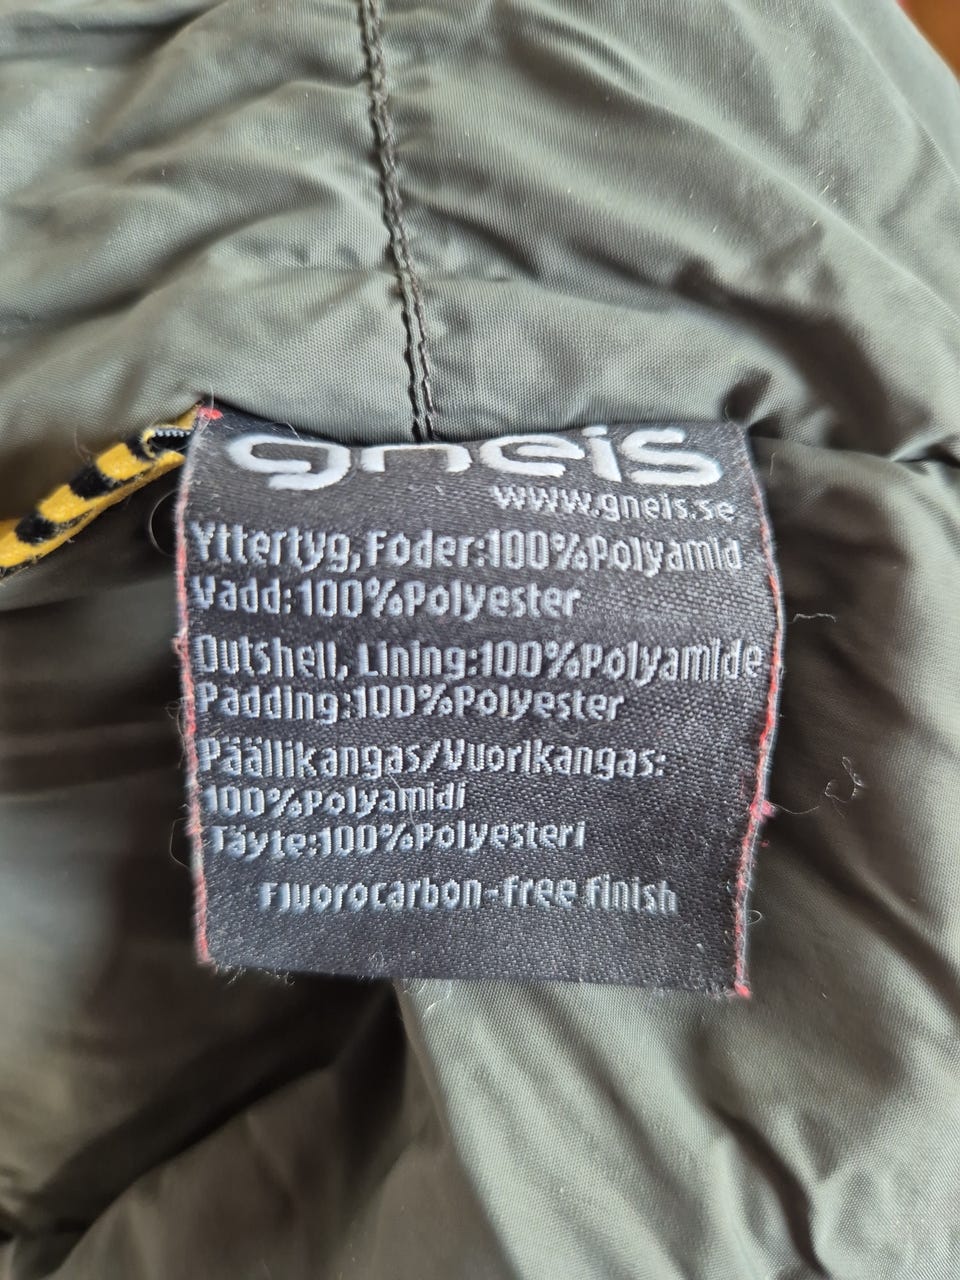 gneis
www.gneis.se
Yttertyg, Foder:100%Polyamid
Vadd:100%Polyester
Outshell, Lining:100%Polyamide
Padding:100%Polyester
Päällikangas/Vuorikangas:
100%Polyamidi
Täyte:100%Polyesteri
Fluorocarbon-free finish